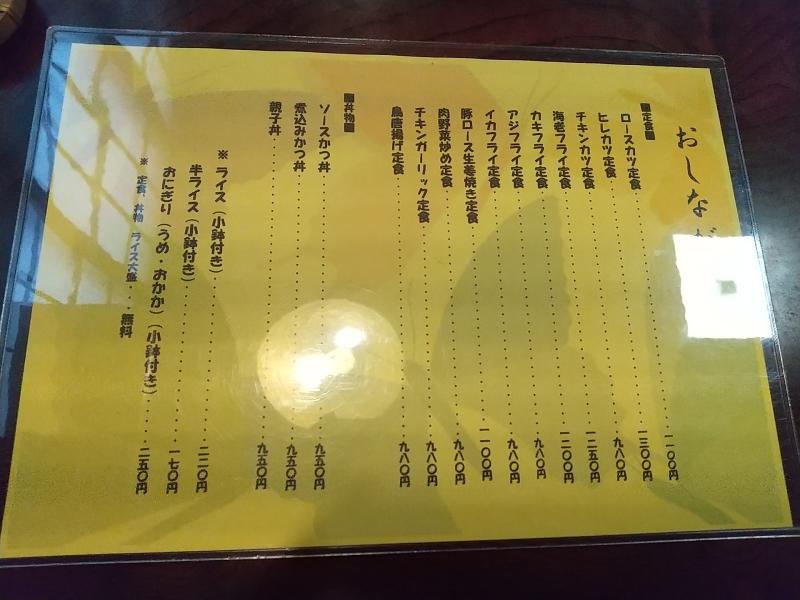 おしなが
■定食■
ロースカツ定食‥‥‥‥‥‥‥‥一一〇〇円
ヒレカツ定食‥‥‥‥‥‥‥‥一三〇〇円
チキンカツ定食‥‥‥‥‥‥‥‥九八〇円
海老フライ定食‥‥‥‥‥‥‥‥一二五〇円
カキフライ定食‥‥‥‥‥‥‥‥一二〇〇円
アジフライ定食‥‥‥‥‥‥‥‥九八〇円
イカフライ定食‥‥‥‥‥‥‥‥九八〇円
豚ロース生姜焼き定食‥‥‥‥‥‥一一〇〇円
肉野菜炒め定食‥‥‥‥‥‥‥‥九八〇円
チキンガーリック定食‥‥‥‥‥‥九八〇円
鳥唐揚げ定食‥‥‥‥‥‥‥‥九八〇円
■丼物■
ソースかつ丼‥‥‥‥‥‥‥‥九五〇円
煮込みかつ丼‥‥‥‥‥‥‥‥九五〇円
親子丼‥‥‥‥‥‥‥‥九五〇円
※ ライス（小鉢付き）‥‥‥‥二二〇円
半ライス（小鉢付き）‥‥‥‥一七〇円
おにぎり（うめ・おかか）（小鉢付き）‥‥二五〇円
※ 定食、丼物 ライス大盛・・無料